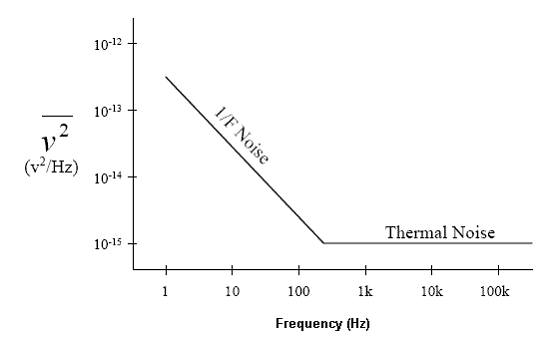 10⁻¹²
10⁻¹³
10⁻¹⁴
10⁻¹⁵
v²
(v²/Hz)
1/F Noise
Thermal Noise
1 10 100 1k 10k 100k
Frequency (Hz)